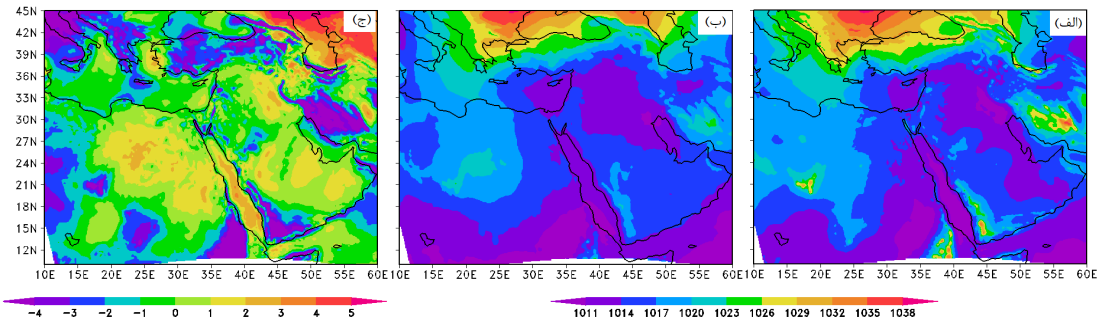 (ج) (ب) (الف)
45N
42N
39N
36N
33N
30N
27N
24N
21N
18N
15N
12N
10E 15E 20E 25E 30E 35E 40E 45E 50E 55E 60E
10E 15E 20E 25E 30E 35E 40E 45E 50E 55E 60E
10E 15E 20E 25E 30E 35E 40E 45E 50E 55E 60E
-4 -3 -2 -1 0 1 2 3 4 5
1011 1014 1017 1020 1023 1026 1029 1032 1035 1038